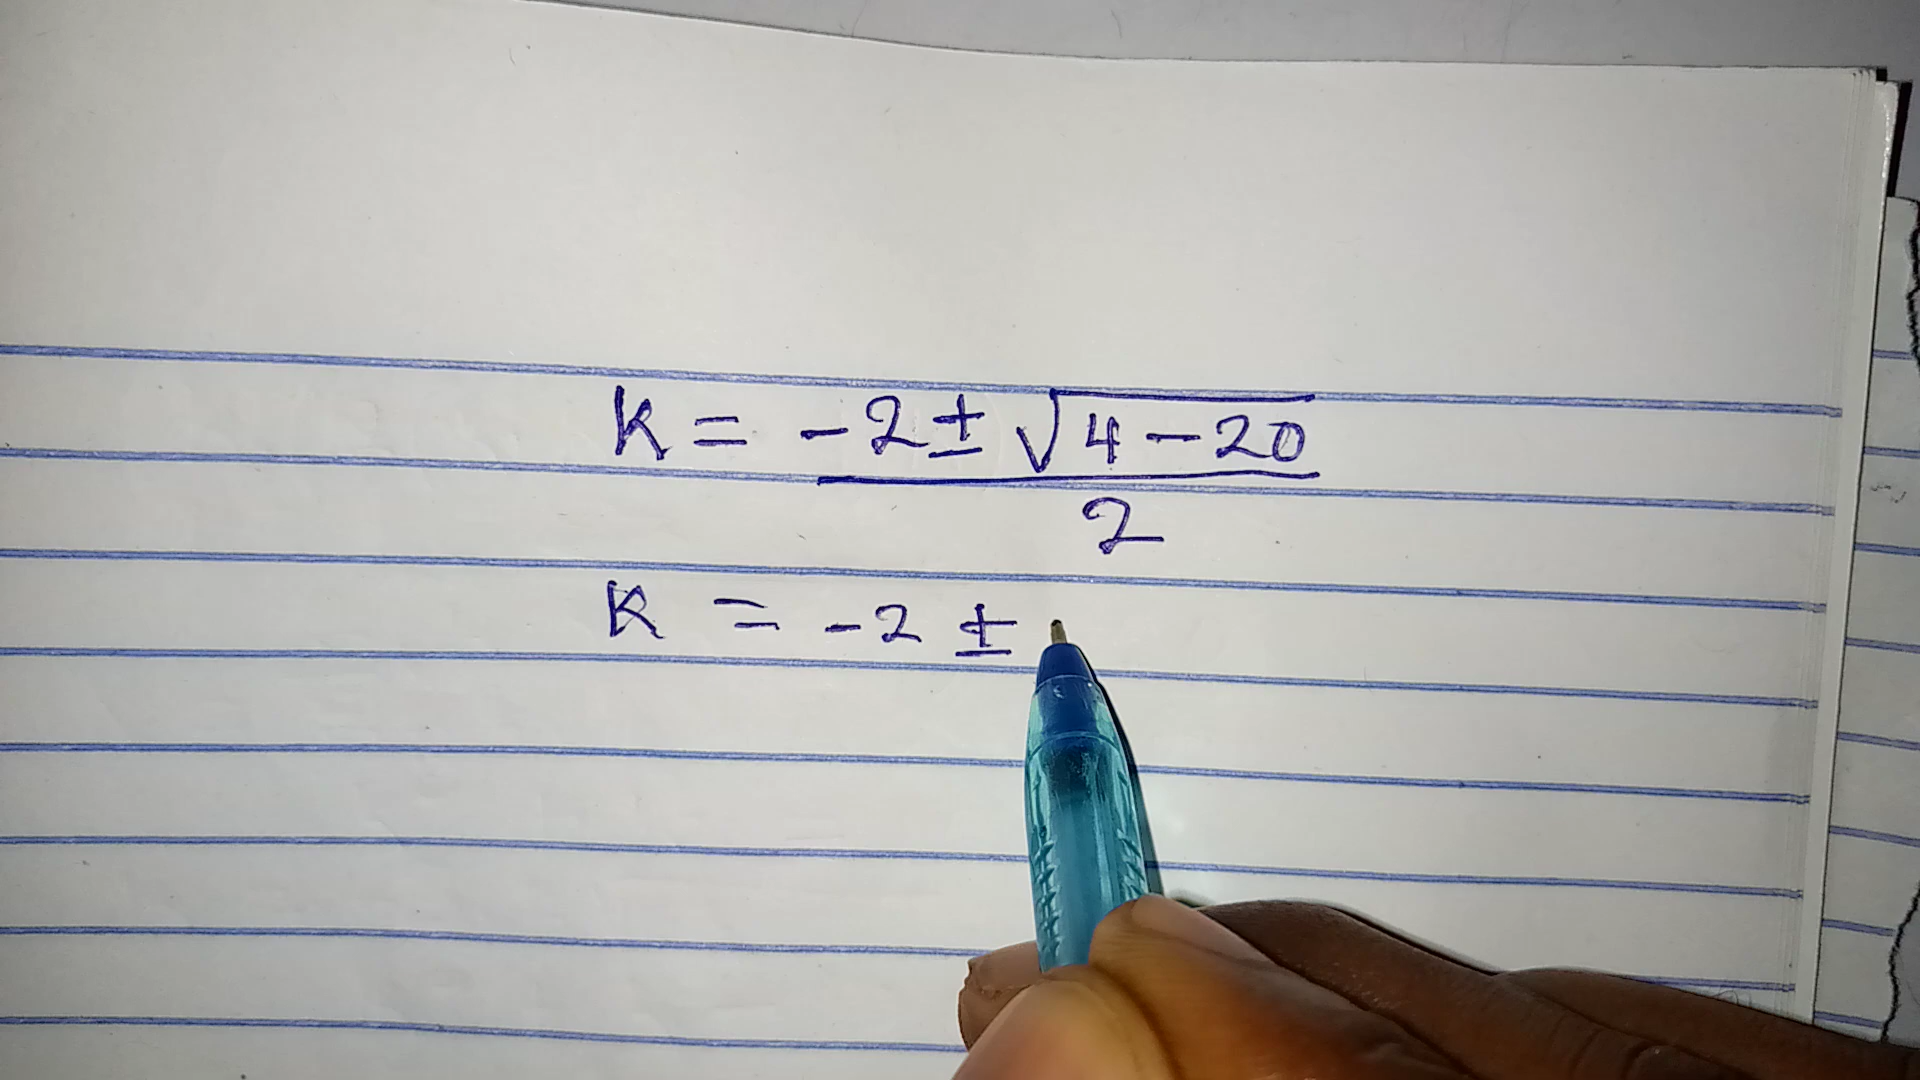 K = -2 ± √4-20
2
K = -2 ±